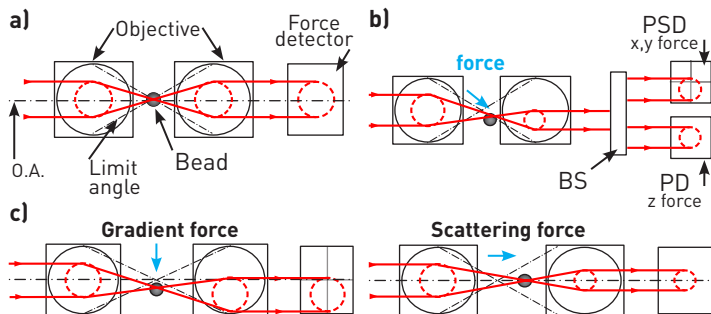 a)
Objective
Force
detector
O.A.
Limit
angle
Bead
b)
force
PSD
x,y force
BS
PD
z force
c)
Gradient force
Scattering force